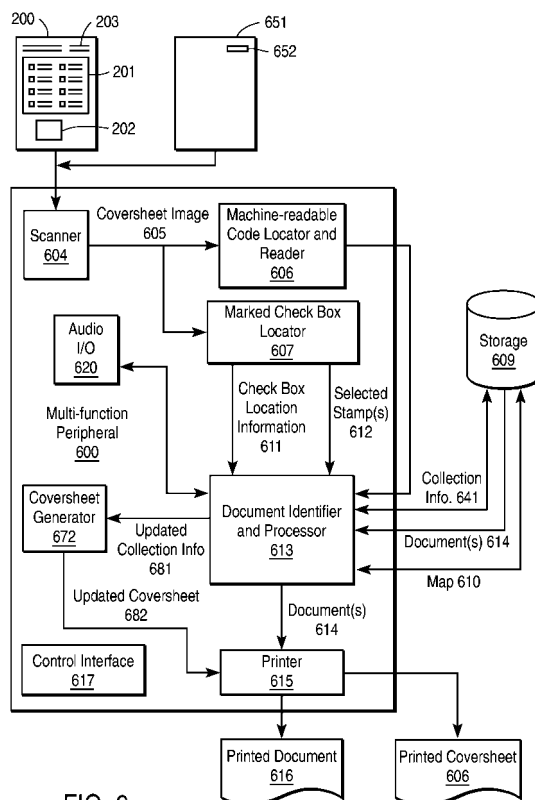 200
203
201
202
651
652
Scanner
604
Coversheet Image
605
Machine-readable
Code Locator and
Reader
606
Marked Check Box
Locator
607
Audio
I/O
620
Storage
609
Multi-function
Peripheral
600
Check Box
Location
Information
611
Selected
Stamp(s)
612
Coversheet
Generator
672
Document Identifier
and Processor
613
Updated
Collection Info
681
Collection
Info. 641
Document(s) 614
Map 610
Updated Coversheet
682
Document(s)
614
Control Interface
617
Printer
615
Printed Document
616
Printed Coversheet
606